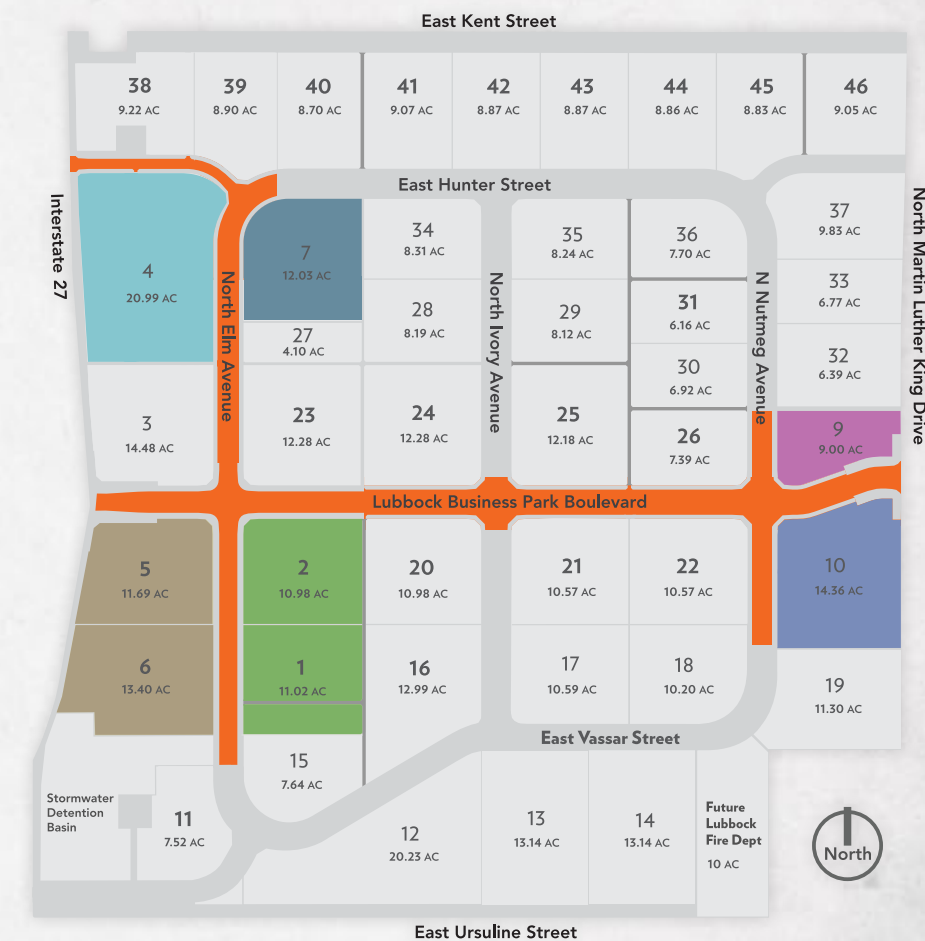 East Kent Street
38
9.22 AC
39
8.90 AC
40
8.70 AC
41
9.07 AC
42
8.87 AC
43
8.87 AC
44
8.86 AC
45
8.83 AC
46
9.05 AC
East Hunter Street
Interstate 27
4
20.99 AC
North Elm Avenue
7
12.03 AC
34
8.31 AC
North Ivory Avenue
35
8.24 AC
36
7.70 AC
N Nutmeg Avenue
37
9.83 AC
North Martin Luther King Drive
27
4.10 AC
28
8.19 AC
29
8.12 AC
31
6.16 AC
33
6.77 AC
30
6.92 AC
32
6.39 AC
3
14.48 AC
23
12.28 AC
24
12.28 AC
25
12.18 AC
26
7.39 AC
9
9.00 AC
Lubbock Business Park Boulevard
5
11.69 AC
2
10.98 AC
20
10.98 AC
21
10.57 AC
22
10.57 AC
10
14.36 AC
6
13.40 AC
1
11.02 AC
16
12.99 AC
17
10.59 AC
18
10.20 AC
19
11.30 AC
East Vassar Street
15
7.64 AC
Stormwater
Detention
Basin
11
7.52 AC
12
20.23 AC
13
13.14 AC
14
13.14 AC
Future
Lubbock
Fire Dept
10 AC
North
East Ursuline Street